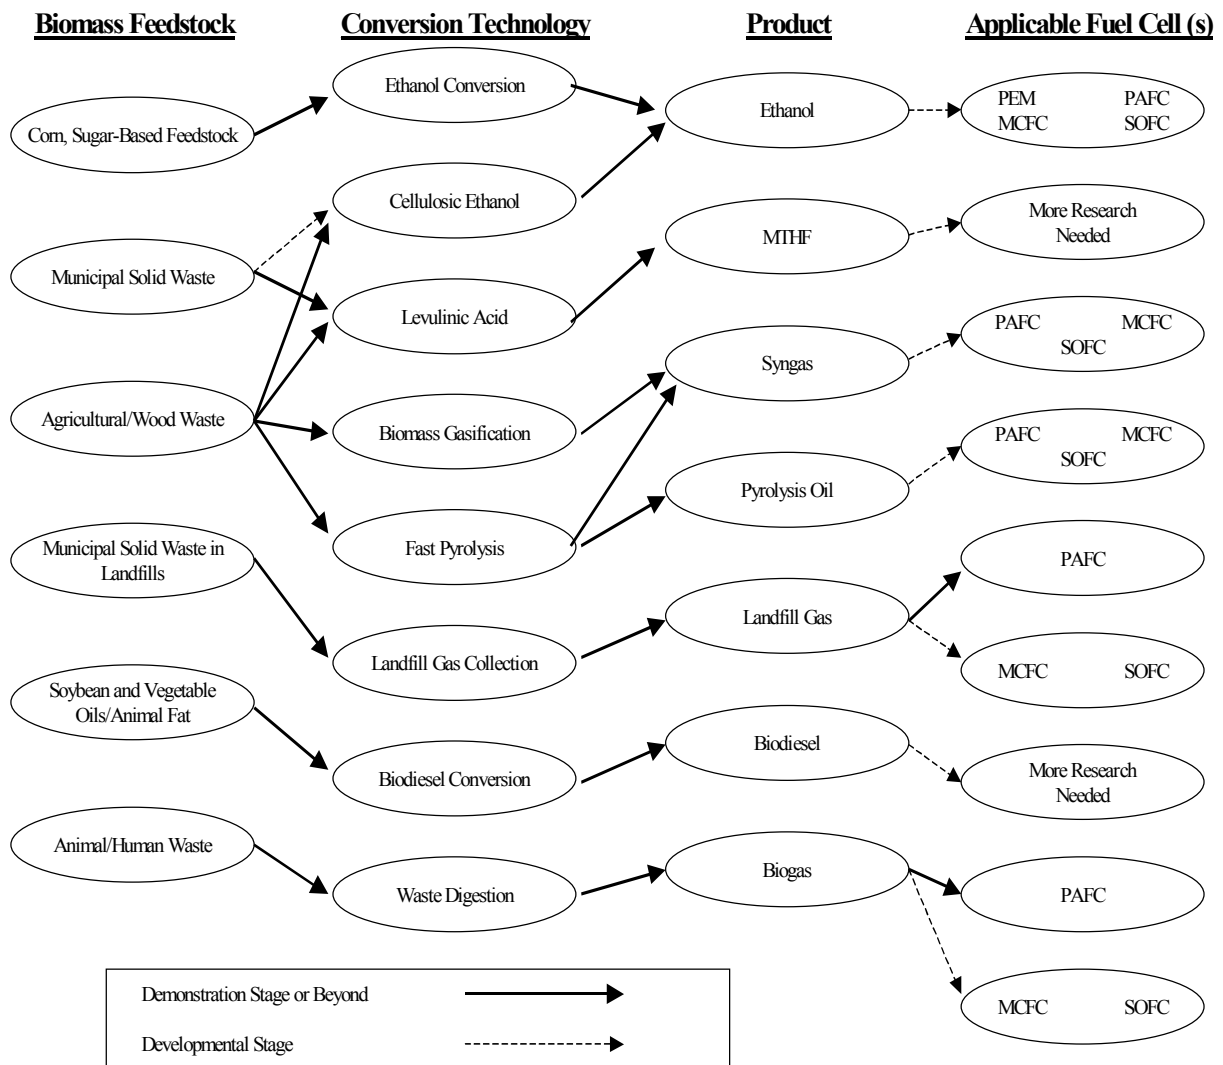 Biomass Feedstock
Conversion Technology
Product
Applicable Fuel Cell (s)
Corn, Sugar-Based Feedstock
Municipal Solid Waste
Agricultural/Wood Waste
Municipal Solid Waste in
Landfills
Soybean and Vegetable
Oils/Animal Fat
Animal/Human Waste
Ethanol Conversion
Cellulosic Ethanol
Levulinic Acid
Biomass Gasification
Fast Pyrolysis
Landfill Gas Collection
Biodiesel Conversion
Waste Digestion
Ethanol
MTHF
Syngas
Pyrolysis Oil
Landfill Gas
Biodiesel
Biogas
PEM PAFC
MCFC SOFC
More Research
Needed
PAFC MCFC
SOFC
PAFC MCFC
SOFC
PAFC
MCFC SOFC
More Research
Needed
PAFC
MCFC SOFC
Demonstration Stage or Beyond
Developmental Stage